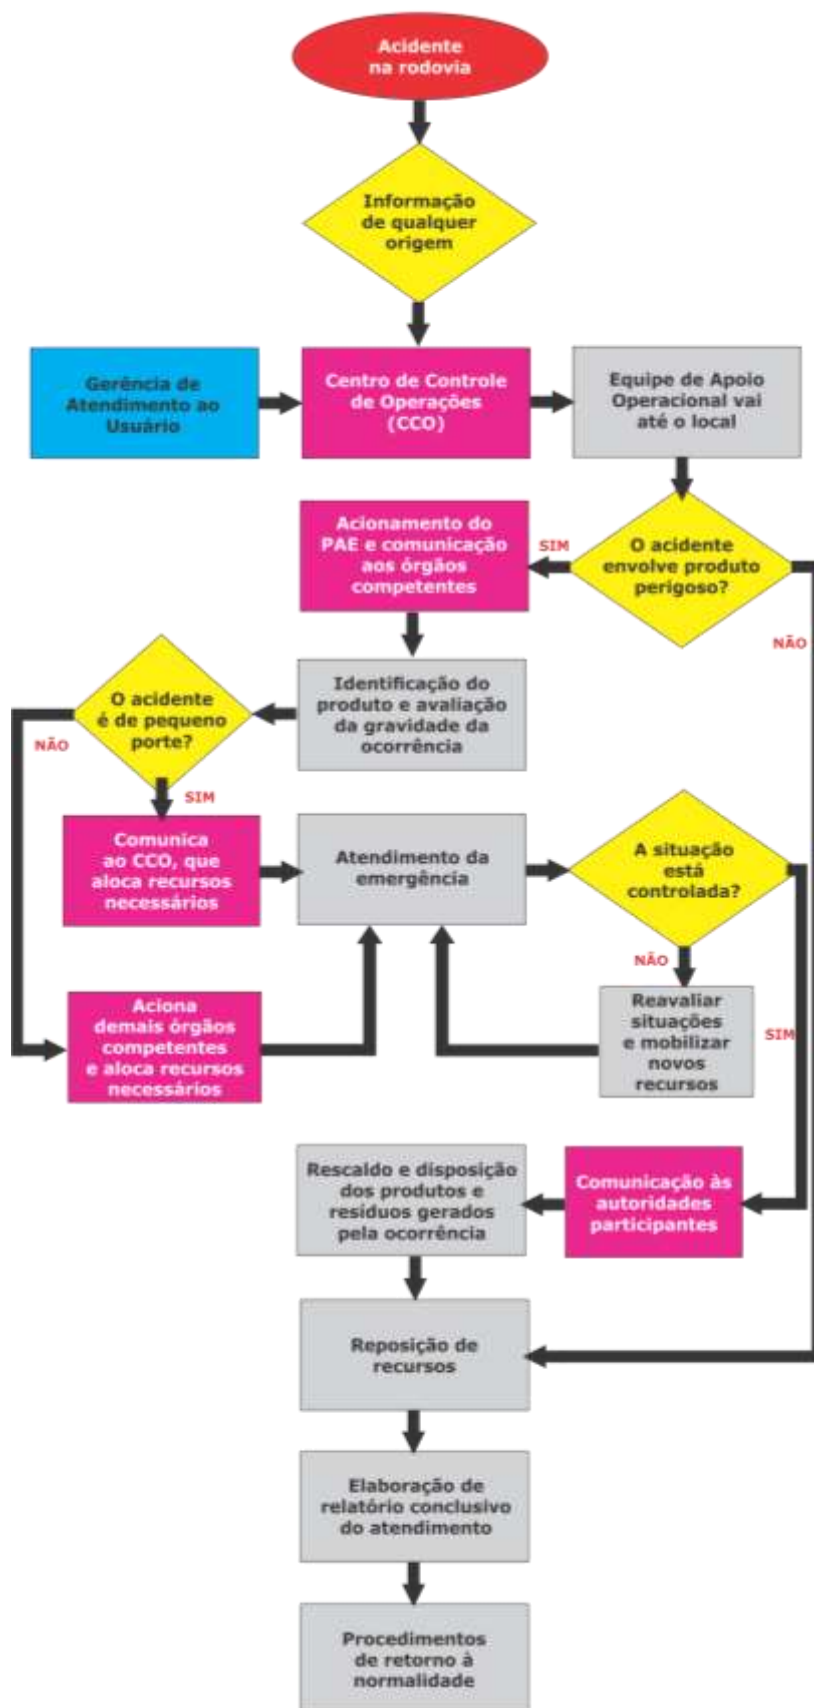 Acidente
na rodovia
Informação
de qualquer
origem
Gerência de
Atendimento ao
Usuário
Centro de Controle
de Operações
(CCO)
Equipe de Apoio
Operacional vai
até o local
Acionamento do
PAE e comunicação
aos órgãos
competentes
SIM
O acidente
envolve produto
perigoso?
NÃO
Identificação do
produto e avaliação
da gravidade da
ocorrência
O acidente
é de pequeno
porte?
NÃO
SIM
Comunica
ao CCO, que
aloca recursos
necessários
Atendimento da
emergência
A situação
está
controlada?
NÃO
SIM
Aciona
demais órgãos
competentes
e aloca recursos
necessários
Reavaliar
situações
e mobilizar
novos
recursos
Rescaldo e disposição
dos produtos e
resíduos gerados
pela ocorrência
Comunicação às
autoridades
participantes
Reposição de
recursos
Elaboração de
relatório conclusivo
do atendimento
Procedimentos
de retorno à
normalidade